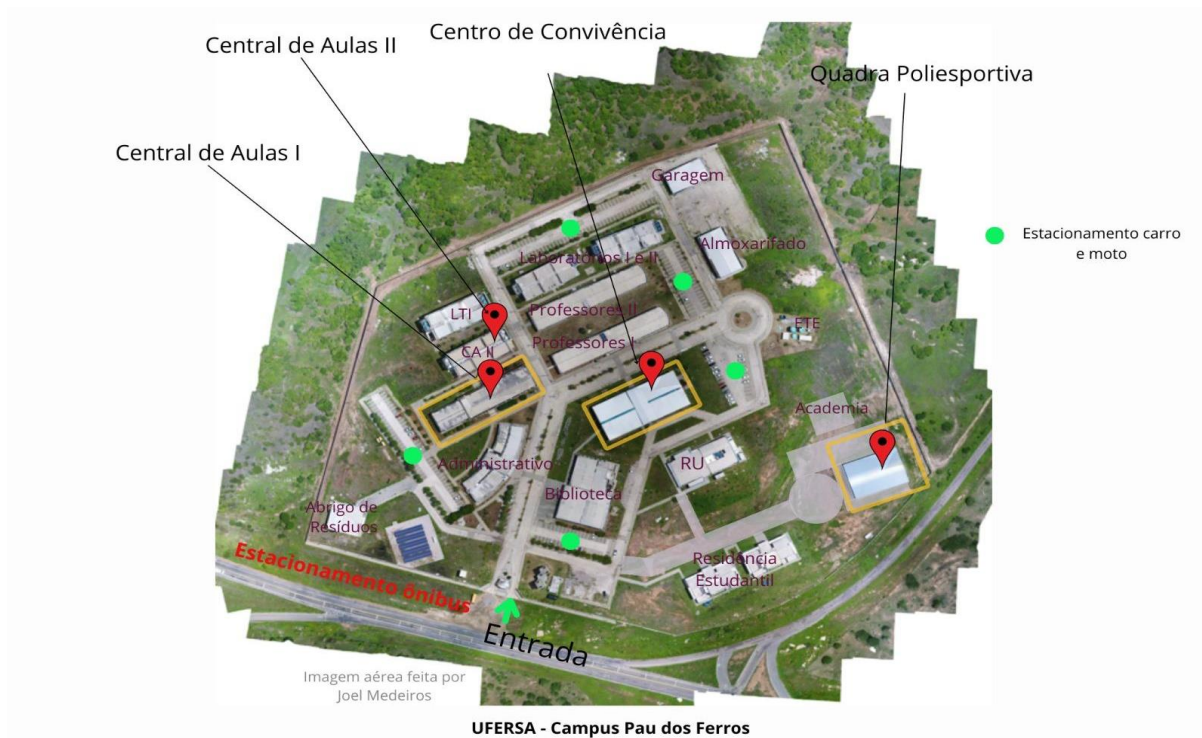 Central de Aulas II
Centro de Convivência
Quadra Poliesportiva
Central de Aulas I
Garagem
Estacionamento carro
e moto
Almoxarifado
Laboratórios I e II
LTI
Professores II
ETE
CA II
Professores I
Academia
Administrativo
RU
Biblioteca
Abrigo de
Resíduos
Estacionamento ônibus
Residência
Estudantil
Entrada
Imagem aérea feita por
Joel Medeiros
UFERSA - Campus Pau dos Ferros